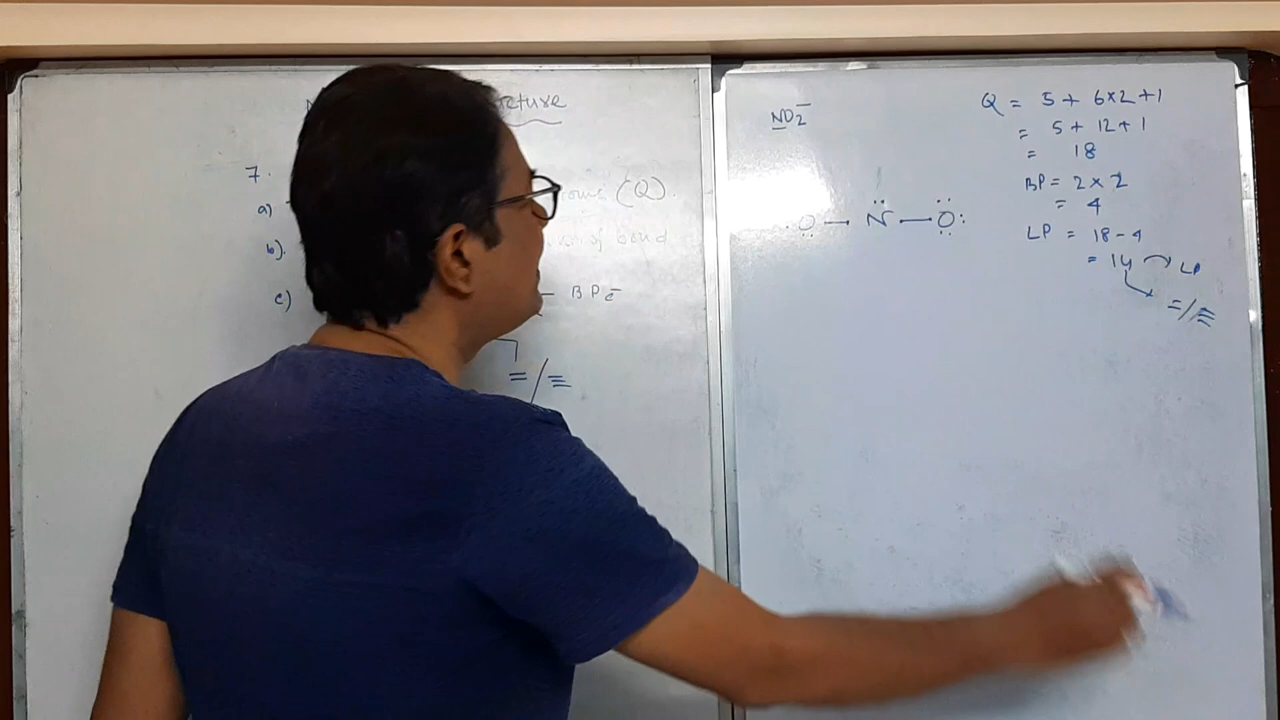 7.
a)
(Q).
b).
of bond
c)
— BP e⁻
= / ≡
NO₂⁻
Q = 5 + 6×2 +1
= 5 + 12 + 1
= 18
BP = 2 × 2
= 4
LP = 18 - 4
= 14 LP
=/≡
O — N — O